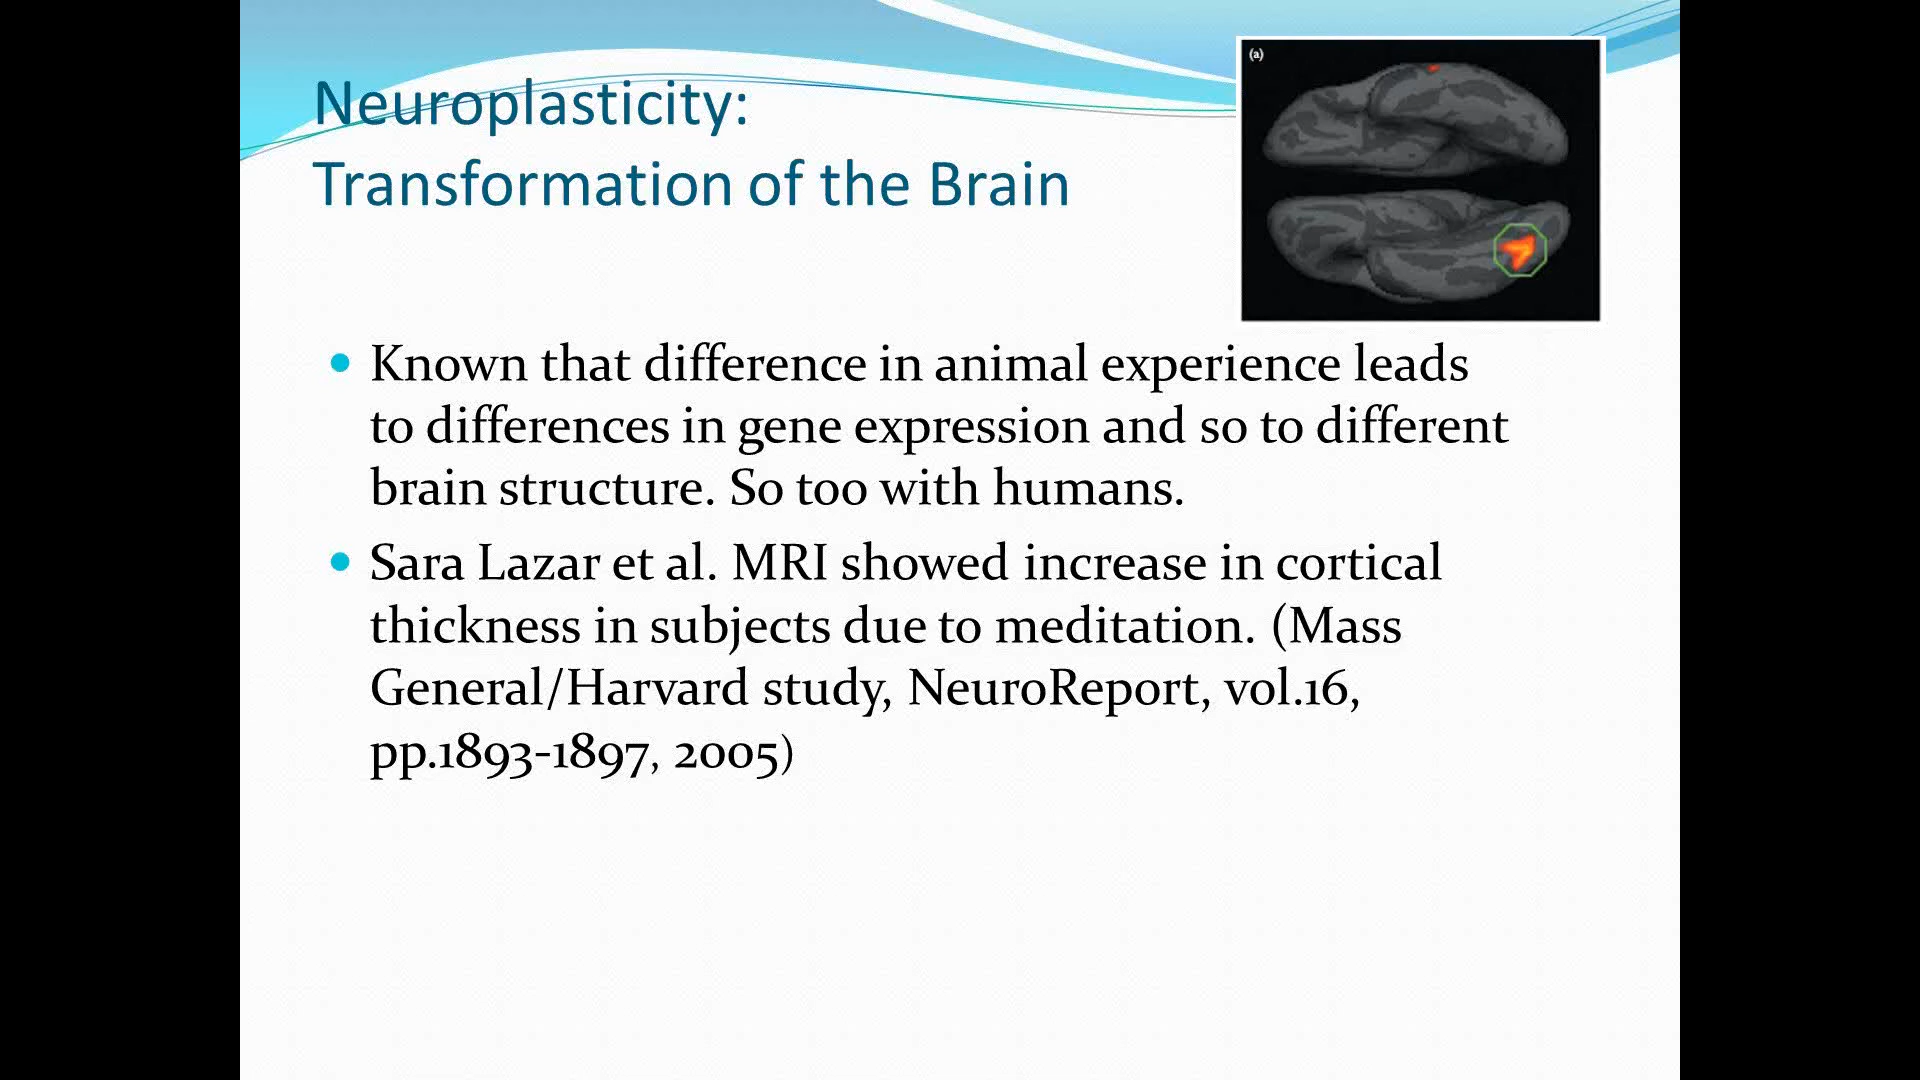 (a)
Neuroplasticity:
Transformation of the Brain
• Known that difference in animal experience leads
to differences in gene expression and so to different
brain structure. So too with humans.
• Sara Lazar et al. MRI showed increase in cortical
thickness in subjects due to meditation. (Mass
General/Harvard study, NeuroReport, vol.16,
pp.1893-1897, 2005)